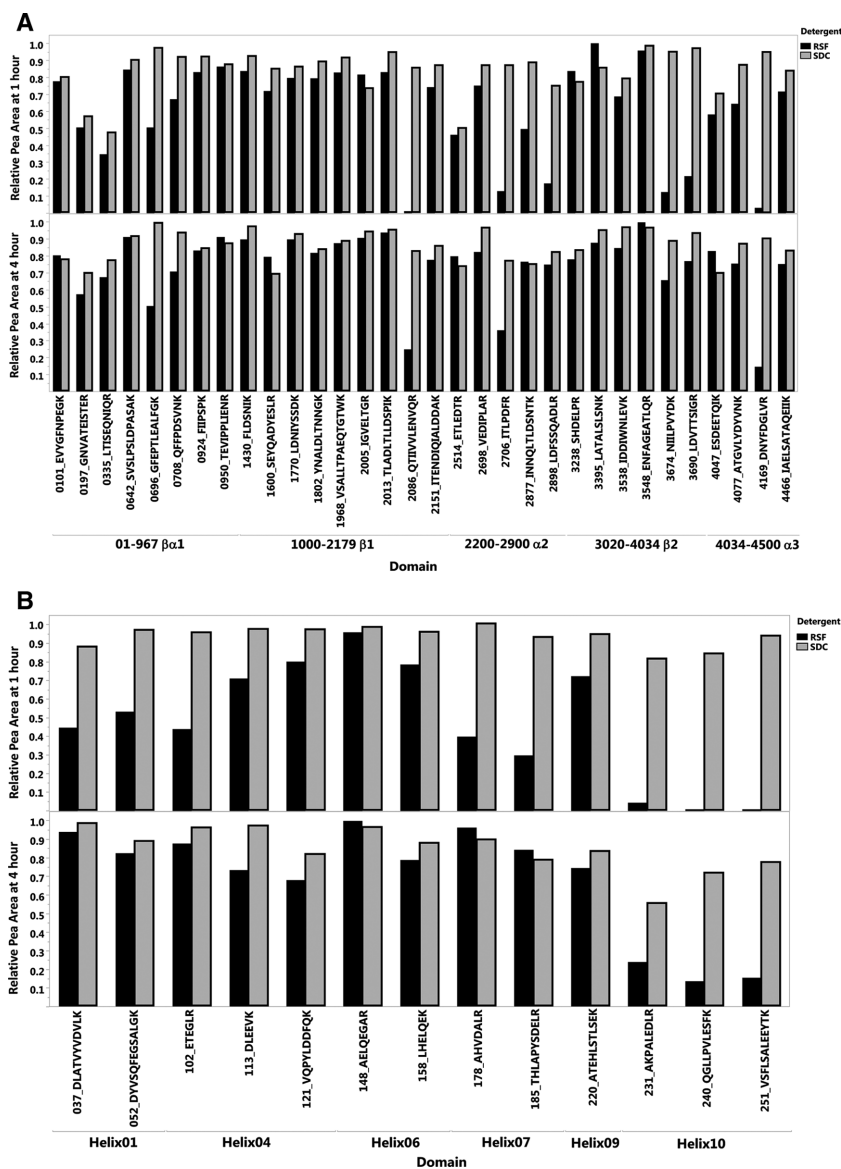 A
Detergent
RSF
SDC
Relative Pea Area at 1 hour
1.0
0.9
0.8
0.7
0.6
0.5
0.4
0.3
0.2
0.1
Relative Pea Area at 4 hour
1.0
0.9
0.8
0.7
0.6
0.5
0.4
0.3
0.2
0.1
0101_EVYGFNPEGK
0197_GNVATEISTER
0335_LTISEQNIQR
0642_SVSLPSLDPASAK
0696_GFEPTLEALFGK
0708_QFFPDSVNK
0924_FIIPSPK
0950_TEVIPPLIENR
1430_FLDSNIK
1600_SEYQADYESLR
1770_LDNIYSSDK
1802_YNALDLTNNGK
1968_VSALLTPAEQTGTWK
2005_IGVELTGR
2013_TLADLTLLDSPIK
2086_QTIIVVLENVQR
2151_ITENDIQIALDDAK
2514_ETLEDTR
2698_VEDIPLAR
2706_ITLPDFR
2877_INNQLTLDSNTK
2898_LDFSSQADLR
3238_SHDELPR
3395_LATALSLSNK
3538_IDDIWNLEVK
3548_ENFAGEATLQR
3674_NIILPVYDK
3690_LDVTTSIGR
4047_ESDEETQIK
4077_ATGVLYDYVNK
4169_DNYFDGLVR
4466_IAELSATAQEIIK
01-967 βα1
1000-2179 β1
2200-2900 α2
3020-4034 β2
4034-4500 α3
Domain
B
Detergent
RSF
SDC
Relative Pea Area at 1 hour
1.0
0.9
0.8
0.7
0.6
0.5
0.4
0.3
0.2
0.1
Relative Pea Area at 4 hour
1.0
0.9
0.8
0.7
0.6
0.5
0.4
0.3
0.2
0.1
037_DLATVYVDVLK
052_DYVSQFEGSALGK
102_ETEGLR
113_DLEEVK
121_VQPYLDDFQK
148_AELQEGAR
158_LHELQEK
178_AHVDALR
185_THLAPYSDELR
220_ATEHLSTLSEK
231_AKPALEDLR
240_QGLLPVLESFK
251_VSFLSALEEYTK
Helix01
Helix04
Helix06
Helix07
Helix09
Helix10
Domain